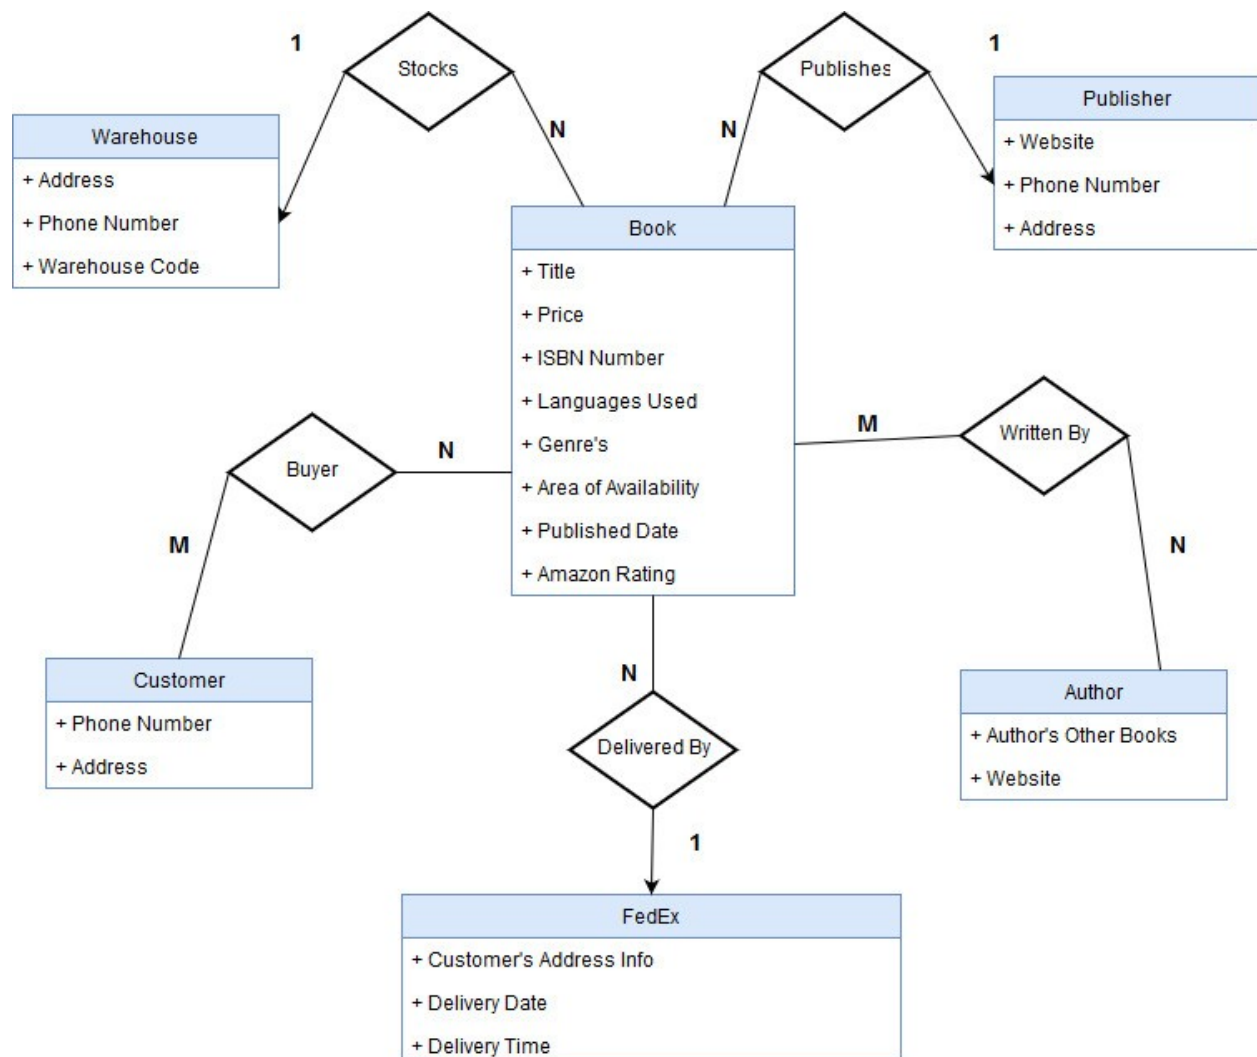 1
Stocks
N
Publishes
1
N
Warehouse
+ Address
+ Phone Number
+ Warehouse Code
Publisher
+ Website
+ Phone Number
+ Address
Book
+ Title
+ Price
+ ISBN Number
+ Languages Used
+ Genre's
+ Area of Availability
+ Published Date
+ Amazon Rating
Buyer
N
M
M
Written By
N
Customer
+ Phone Number
+ Address
N
Delivered By
1
Author
+ Author's Other Books
+ Website
FedEx
+ Customer's Address Info
+ Delivery Date
+ Delivery Time